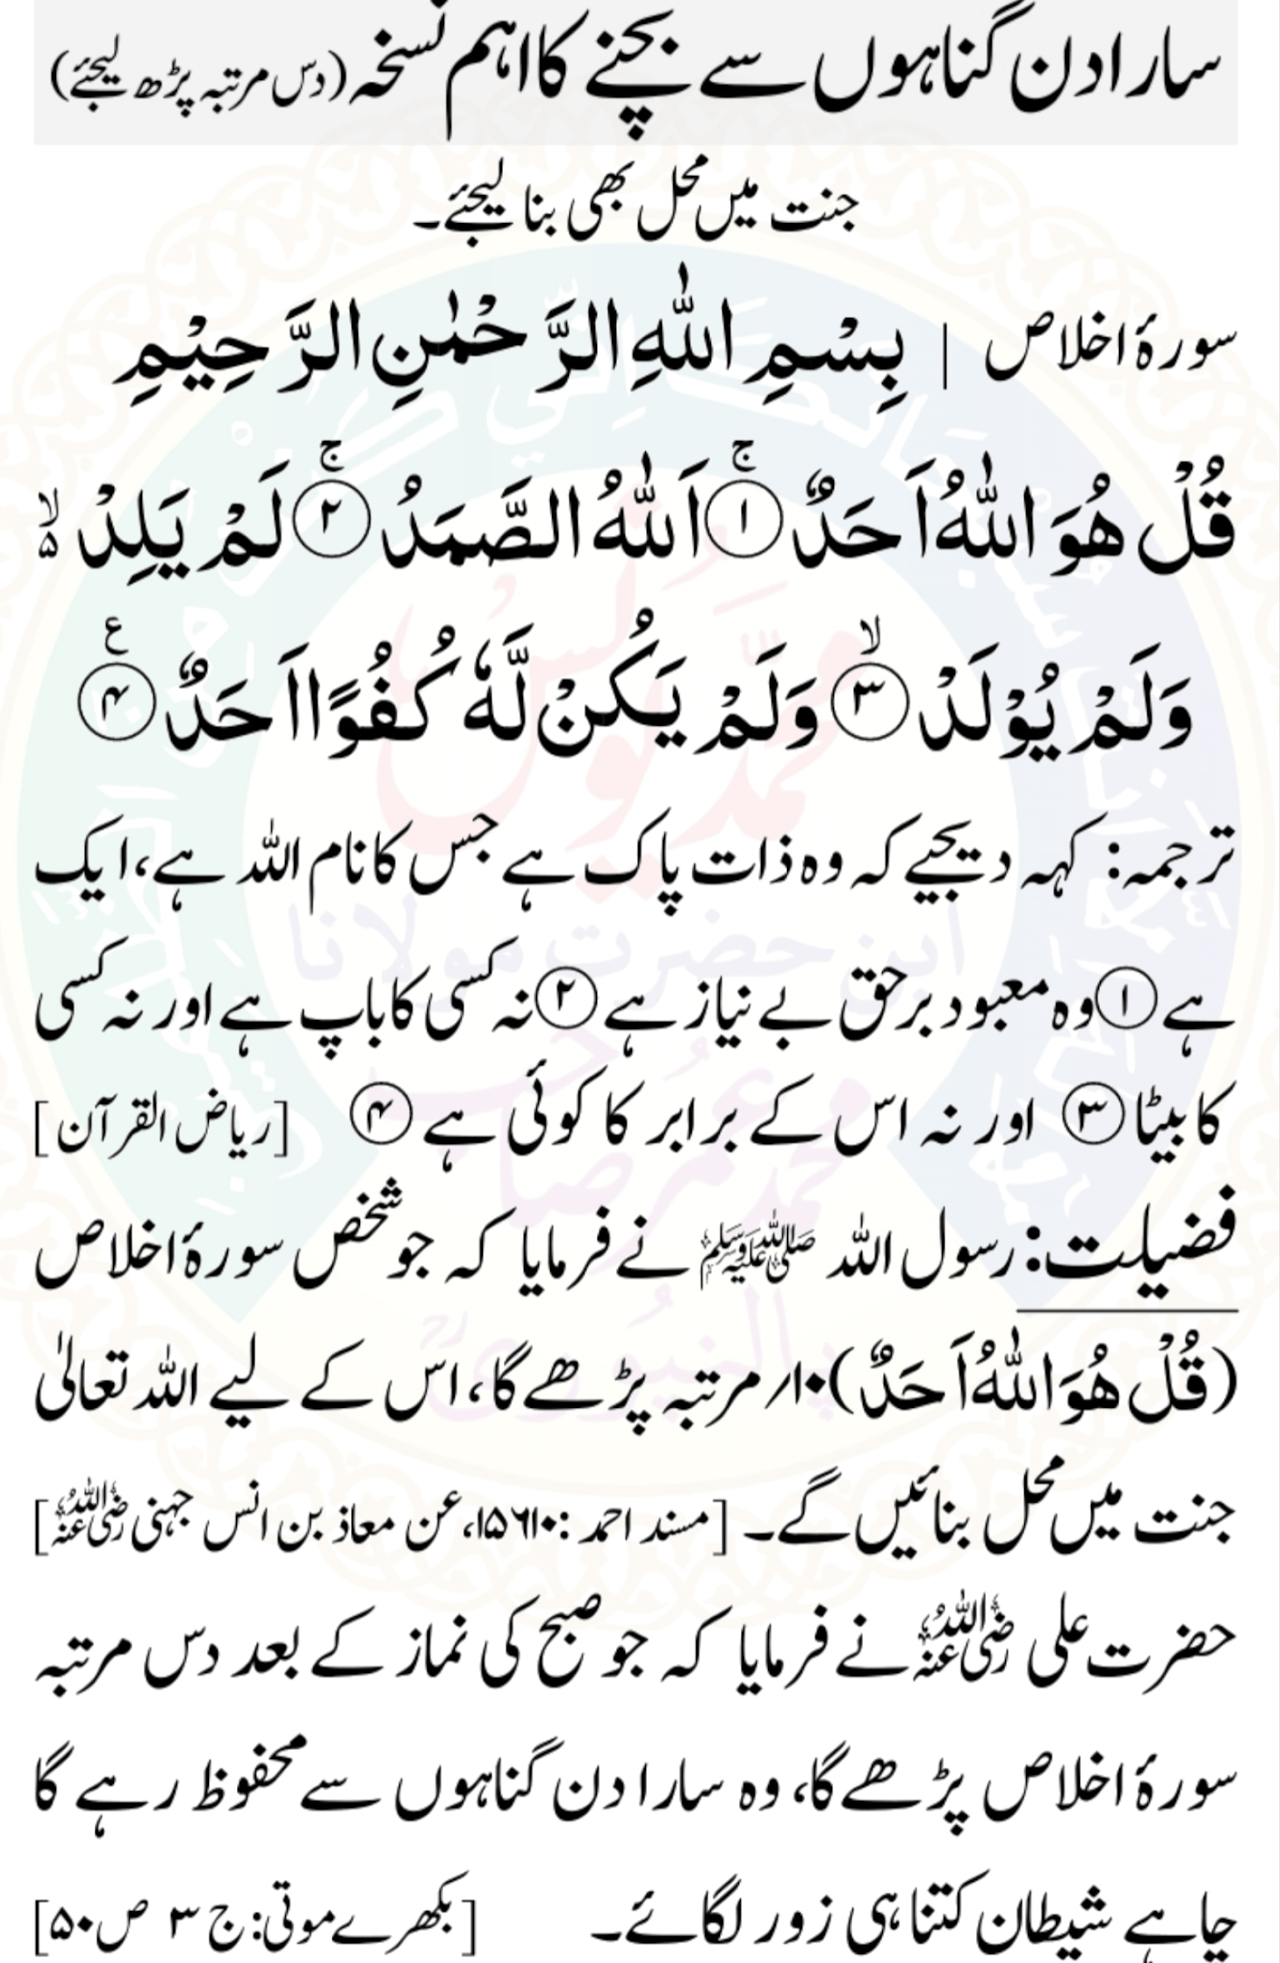 سارا دن گناہوں سے بچنے کا اہم نسخہ (دس مرتبہ پڑھ لیجئے)
جنت میں محل بھی بنا لیجئے۔
سورۂ اخلاص | بِسْمِ اللّٰهِ الرَّحْمٰنِ الرَّحِيْمِ
قُلْ هُوَ اللّٰهُ اَحَدٌ ۚ ﴿۱﴾ اَللّٰهُ الصَّمَدُ ۚ ﴿۲﴾ لَمْ يَلِدْ ۙ۵
وَلَمْ يُوْلَدْ ۙ ﴿۳﴾ وَلَمْ يَكُنْ لَّهٗ كُفُوًا اَحَدٌ ﴿۴﴾ ع
ترجمہ: کہہ دیجیے کہ وہ ذات پاک ہے جس کا نام اللہ ہے، ایک
ہے ① وہ معبود برحق بے نیاز ہے ② نہ کسی کا باپ ہے اور نہ کسی
کا بیٹا ③ اور نہ اس کے برابر کا کوئی ہے ④ [ریاض القرآن]
فضیلت: رسول اللہ ﷺ نے فرمایا کہ جو شخص سورۂ اخلاص
(قُلْ هُوَ اللّٰهُ اَحَدٌ) ۱۰؍ مرتبہ پڑھے گا، اس کے لیے اللہ تعالیٰ
جنت میں محل بنائیں گے۔ [مسند احمد: ۱۵۶۱۰، عن معاذ بن انس جہنی رضی اللہ عنہ]
حضرت علی رضی اللہ عنہ نے فرمایا کہ جو صبح کی نماز کے بعد دس مرتبہ
سورۂ اخلاص پڑھے گا، وہ سارا دن گناہوں سے محفوظ رہے گا
چاہے شیطان کتنا ہی زور لگائے۔ [بکھرے موتی: ج ۳ ص ۵۰]